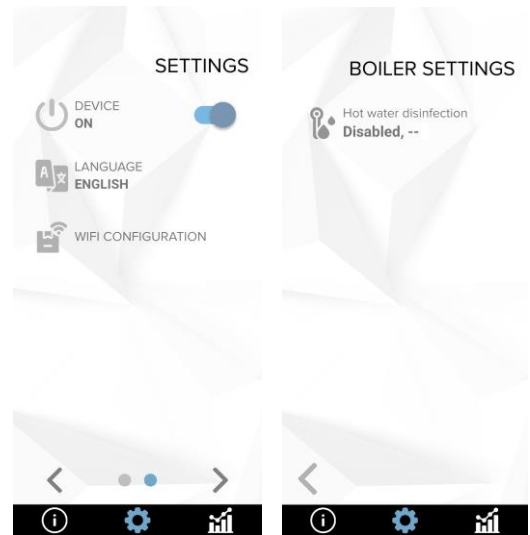 SETTINGS
DEVICE
ON
LANGUAGE
ENGLISH
WIFI CONFIGURATION
BOILER SETTINGS
Hot water disinfection
Disabled, --